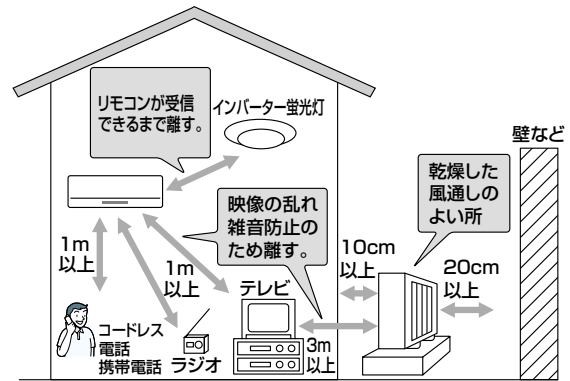 リモコンが受信
できるまで離す。
インバーター蛍光灯
壁など
乾燥した
風通しの
よい所
映像の乱れ
雑音防止の
ため離す。
1m
以上
1m
以上
10cm
以上
20cm
以上
テレビ
3m
以上
コードレス
電話
携帯電話
ラジオ